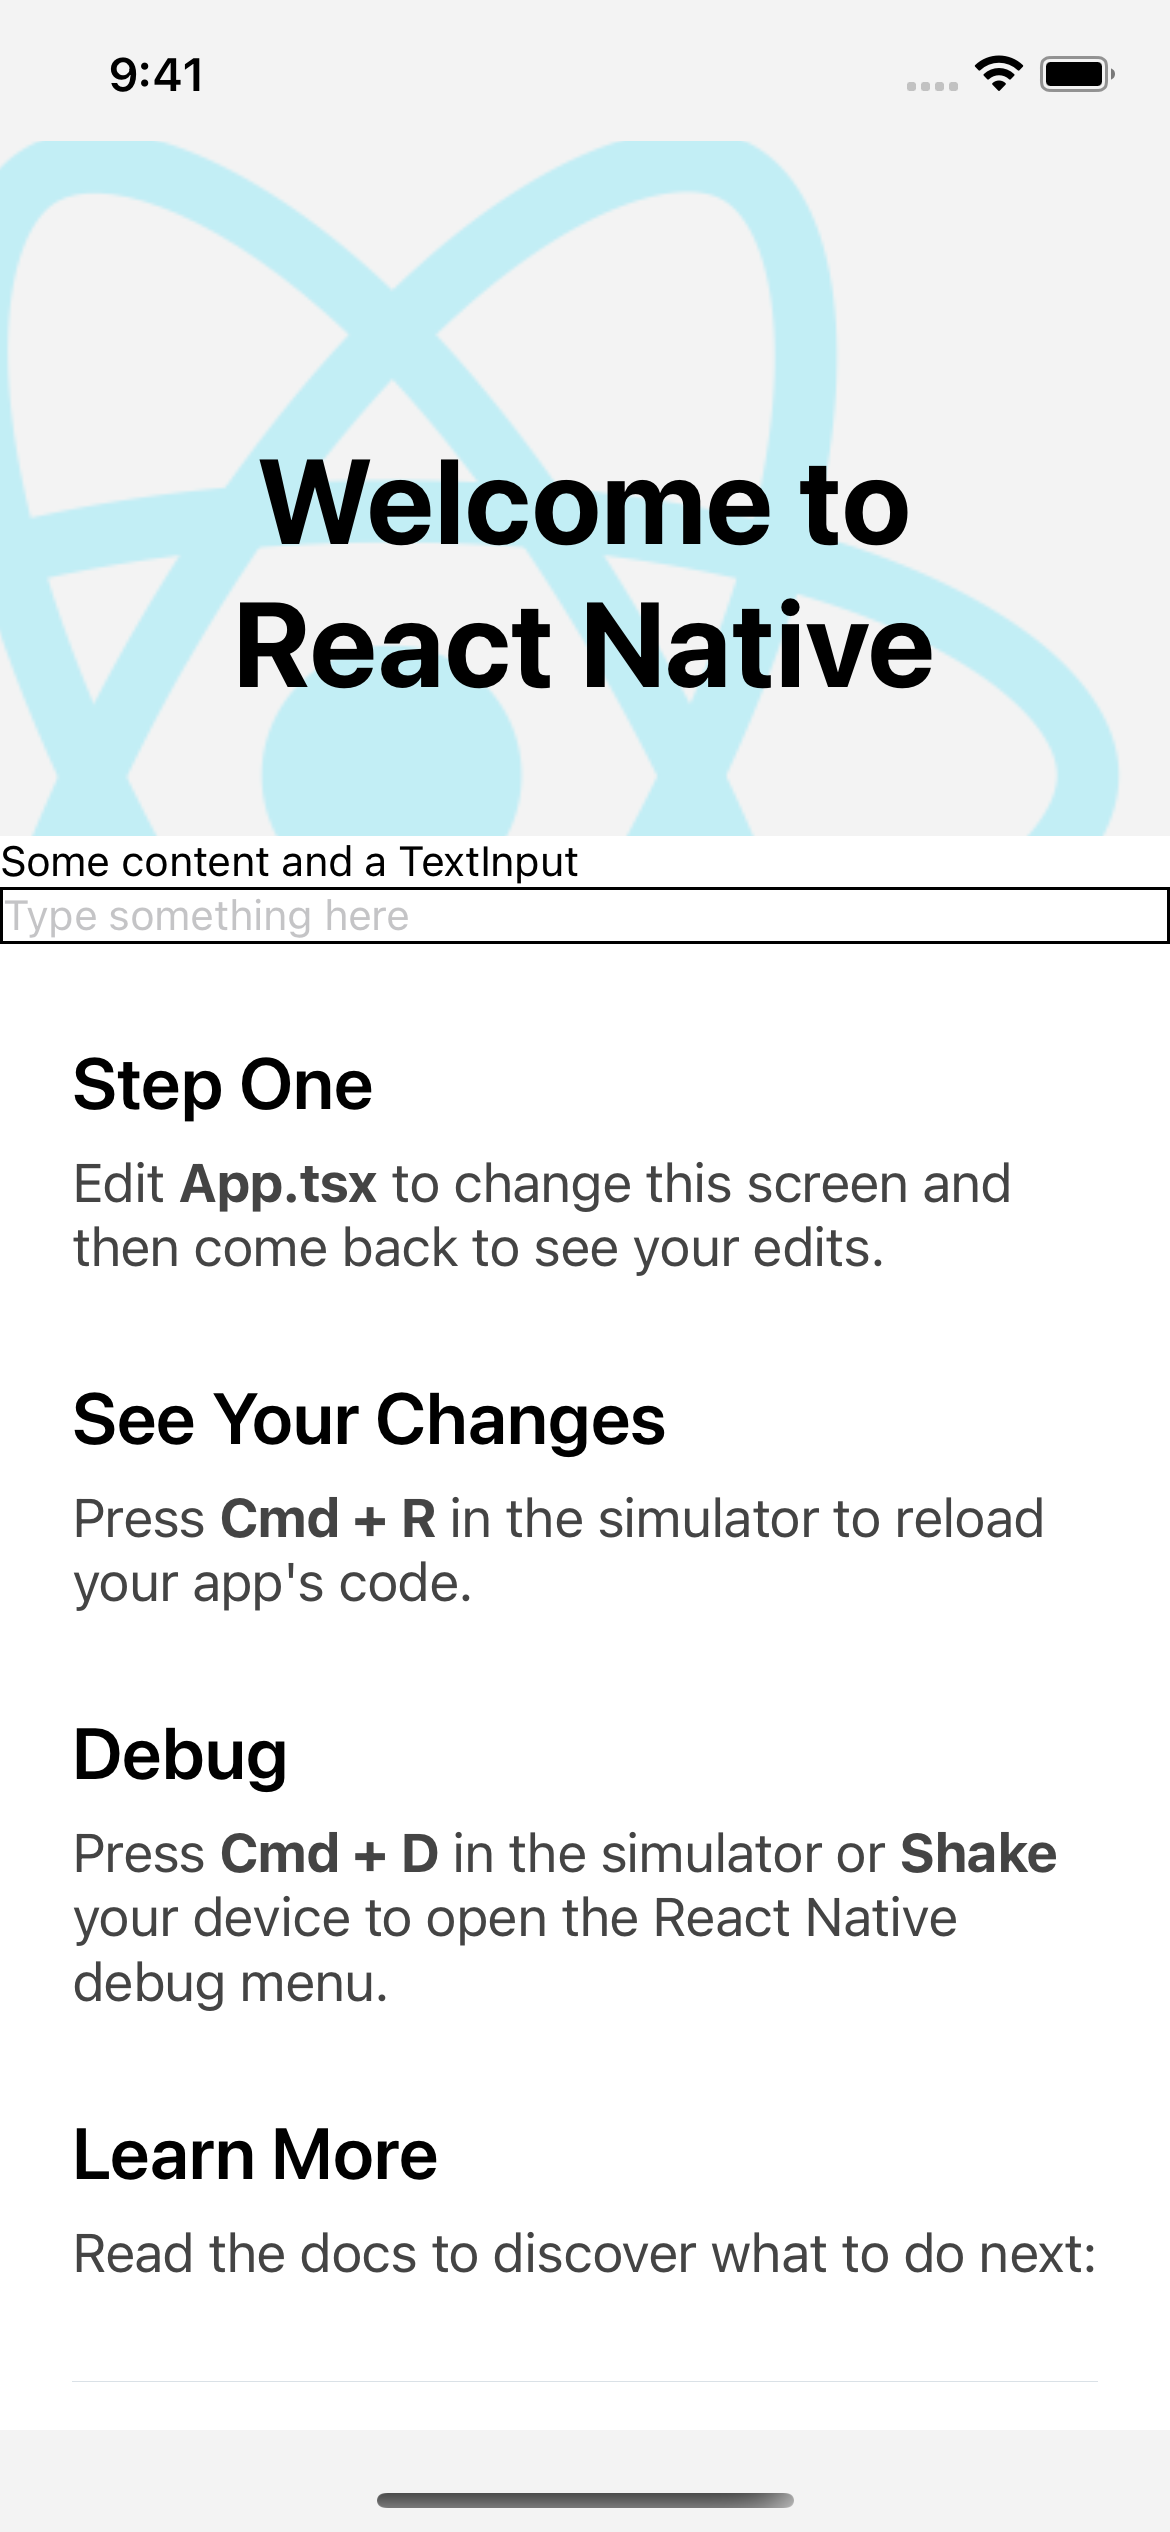 9:41
Welcome to
React Native
Some content and a TextInput
Type something here
Step One
Edit App.tsx to change this screen and
then come back to see your edits.
See Your Changes
Press Cmd + R in the simulator to reload
your app's code.
Debug
Press Cmd + D in the simulator or Shake
your device to open the React Native
debug menu.
Learn More
Read the docs to discover what to do next: